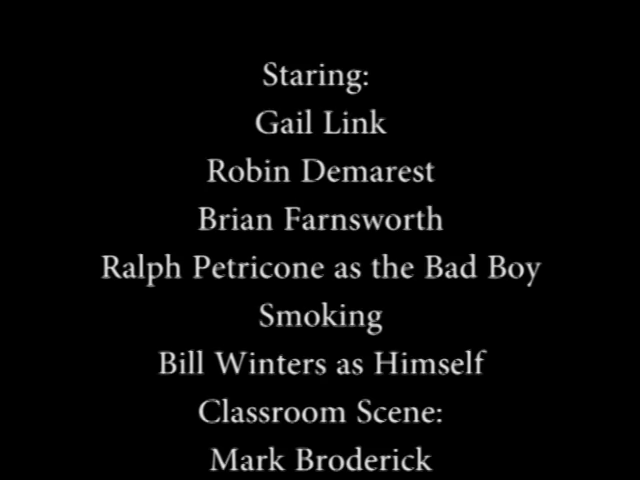 Staring:
Gail Link
Robin Demarest
Brian Farnsworth
Ralph Petricone as the Bad Boy
Smoking
Bill Winters as Himself
Classroom Scene:
Mark Broderick